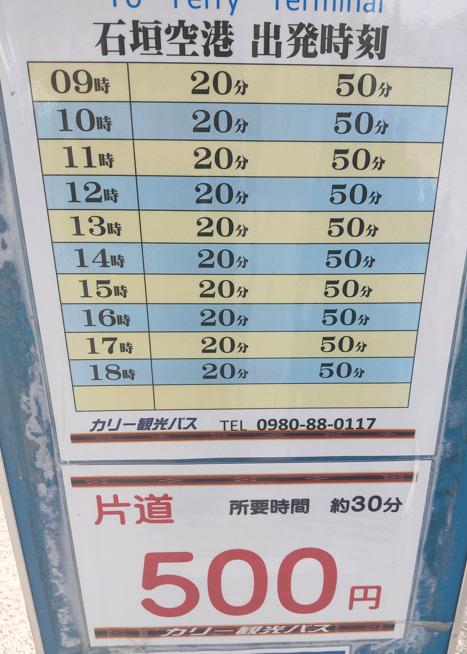 To Ferry Terminal
石垣空港 出発時刻
09時 20分 50分
10時 20分 50分
11時 20分 50分
12時 20分 50分
13時 20分 50分
14時 20分 50分
15時 20分 50分
16時 20分 50分
17時 20分 50分
18時 20分 50分
カリー観光バス TEL 0980-88-0117
片道 所要時間 約30分
500円
カリー観光バス